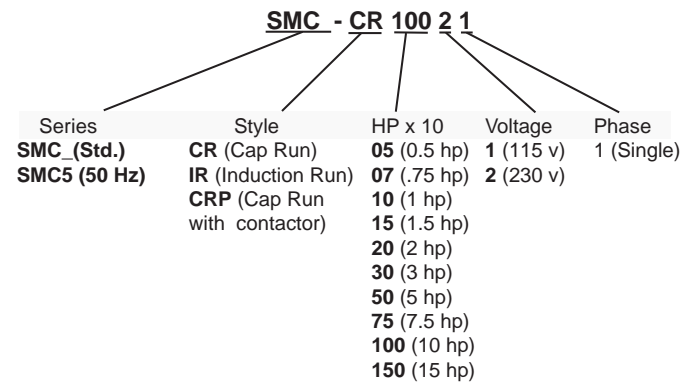 SMC - CR 100 2 1
Series Style HP x 10 Voltage Phase
SMC_(Std.) CR (Cap Run) 05 (0.5 hp) 1 (115 v) 1 (Single)
SMC5 (50 Hz) IR (Induction Run) 07 (.75 hp) 2 (230 v)
CRP (Cap Run 10 (1 hp)
with contactor) 15 (1.5 hp)
20 (2 hp)
30 (3 hp)
50 (5 hp)
75 (7.5 hp)
100 (10 hp)
150 (15 hp)